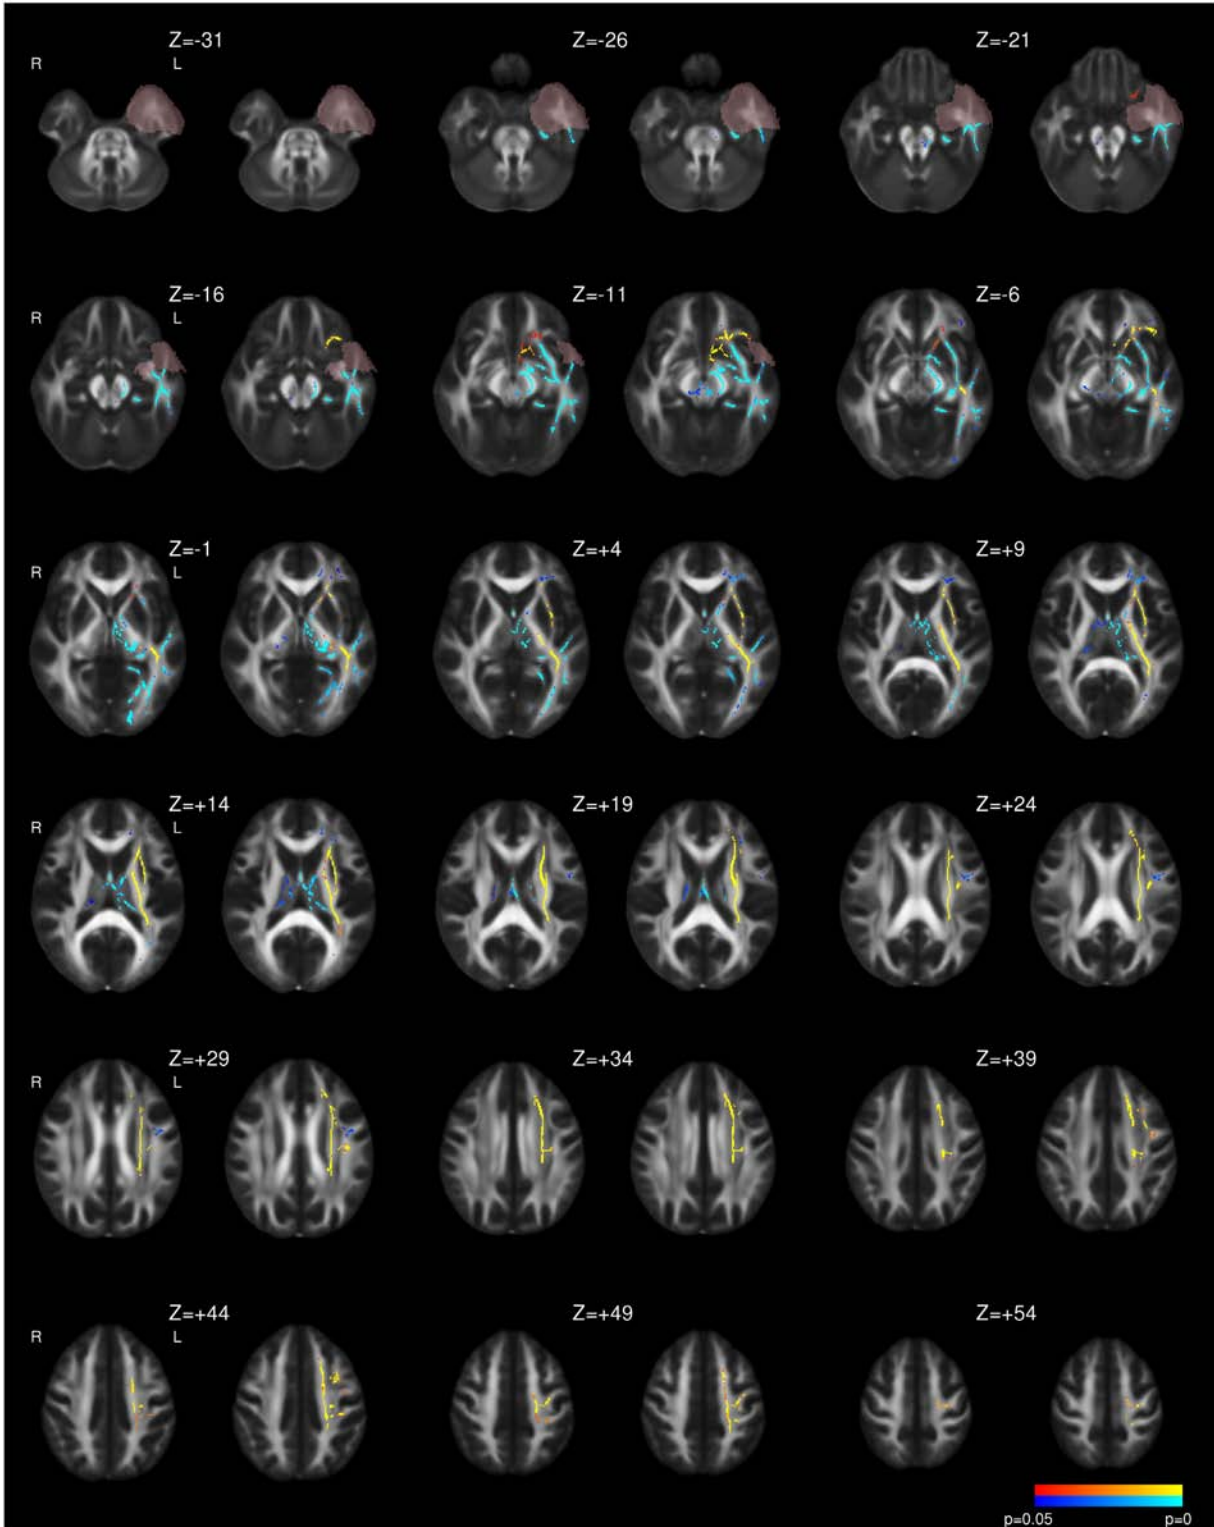 Z=-31 Z=-26 Z=-21
R L
Z=-16 Z=-11 Z=-6
R L
Z=-1 Z=+4 Z=+9
R L
Z=+14 Z=+19 Z=+24
R L
Z=+29 Z=+34 Z=+39
R L
Z=+44 Z=+49 Z=+54
R L
p=0.05 p=0